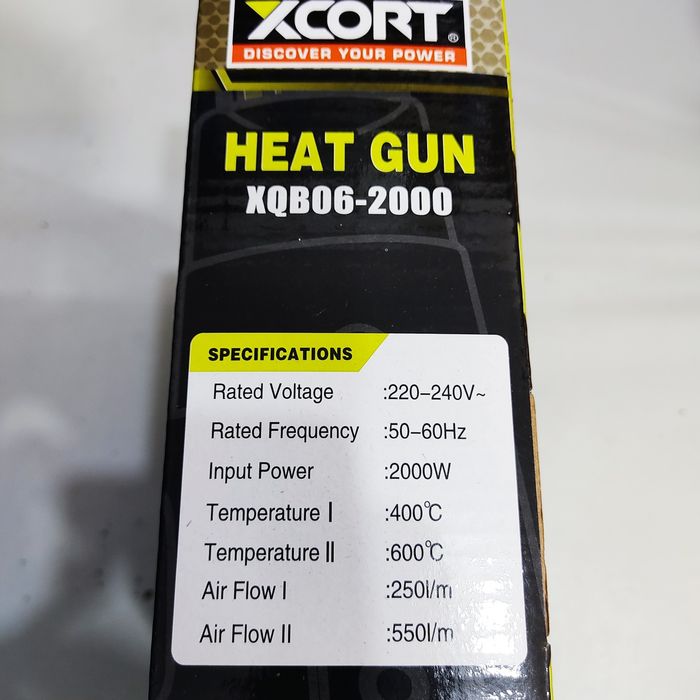 XCORT®
DISCOVER YOUR POWER
HEAT GUN
XQB06-2000
SPECIFICATIONS
Rated Voltage :220-240V~
Rated Frequency :50-60Hz
Input Power :2000W
Temperature I :400℃
Temperature II :600℃
Air Flow I :250l/m
Air Flow II :550l/m